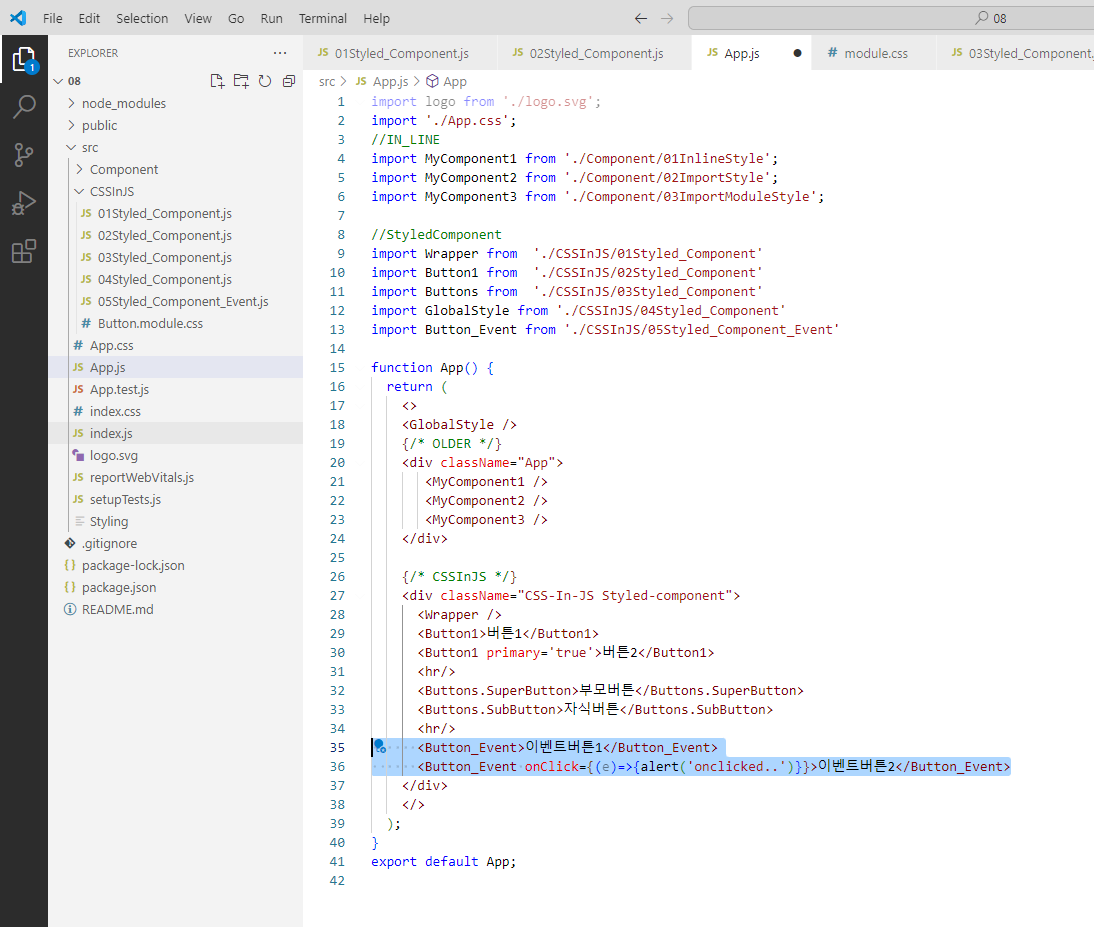 File Edit Selection View Go Run Terminal Help 08
1
EXPLORER ...
01Styled_Component.js 02Styled_Component.js App.js module.css 03Styled_Component.
08
node_modules
public
src
Component
CSSInJS
01Styled_Component.js
02Styled_Component.js
03Styled_Component.js
04Styled_Component.js
05Styled_Component_Event.js
Button.module.css
App.css
App.js
App.test.js
index.css
index.js
logo.svg
reportWebVitals.js
setupTests.js
Styling
.gitignore
package-lock.json
package.json
README.md
src > JS App.js > App
1 import logo from './logo.svg';
2 import './App.css';
3 //IN_LINE
4 import MyComponent1 from './Component/01InlineStyle';
5 import MyComponent2 from './Component/02ImportStyle';
6 import MyComponent3 from './Component/03ImportModuleStyle';
7
8 //StyledComponent
9 import Wrapper from  './CSSInJS/01Styled_Component'
10 import Button1 from  './CSSInJS/02Styled_Component'
11 import Buttons from  './CSSInJS/03Styled_Component'
12 import GlobalStyle from './CSSInJS/04Styled_Component'
13 import Button_Event from './CSSInJS/05Styled_Component_Event'
14
15 function App() {
16 return (
17 <>
18 <GlobalStyle />
19 {/* OLDER */}
20 <div className="App">
21 <MyComponent1 />
22 <MyComponent2 />
23 <MyComponent3 />
24 </div>
25
26 {/* CSSInJS */}
27 <div className="CSS-In-JS Styled-component">
28 <Wrapper />
29 <Button1>버튼1</Button1>
30 <Button1 primary='true'>버튼2</Button1>
31 <hr/>
32 <Buttons.SuperButton>부모버튼</Buttons.SuperButton>
33 <Buttons.SubButton>자식버튼</Buttons.SubButton>
34 <hr/>
35 <Button_Event>이벤트버튼1</Button_Event>
36 <Button_Event onClick={(e)=>{alert('onclicked..')}}>이벤트버튼2</Button_Event>
37 </div>
38 </>
39 );
40 }
41 export default App;
42